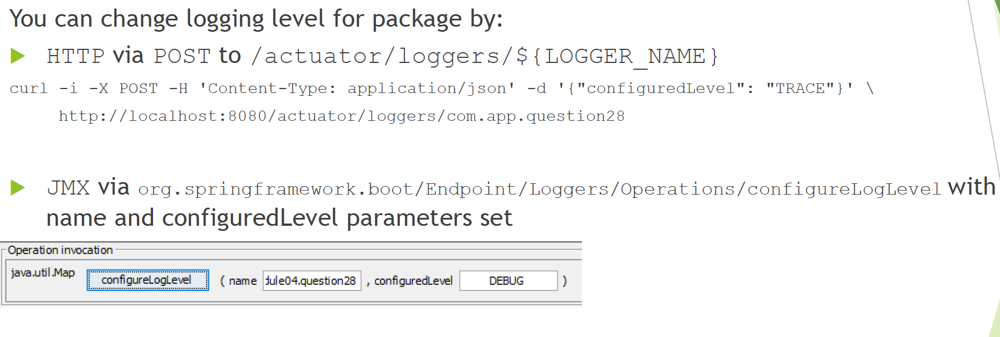 You can change logging level for package by:
HTTP via POST to /actuator/loggers/${LOGGER_NAME}
curl -i -X POST -H 'Content-Type: application/json' -d '{"configuredLevel": "TRACE"}' \
http://localhost:8080/actuator/loggers/com.app.question28
JMX via org.springframework.boot/Endpoint/Loggers/Operations/configureLogLevel with
name and configuredLevel parameters set
Operation invocation
java.util.Map configureLogLevel ( name dule04.question28 , configuredLevel DEBUG )